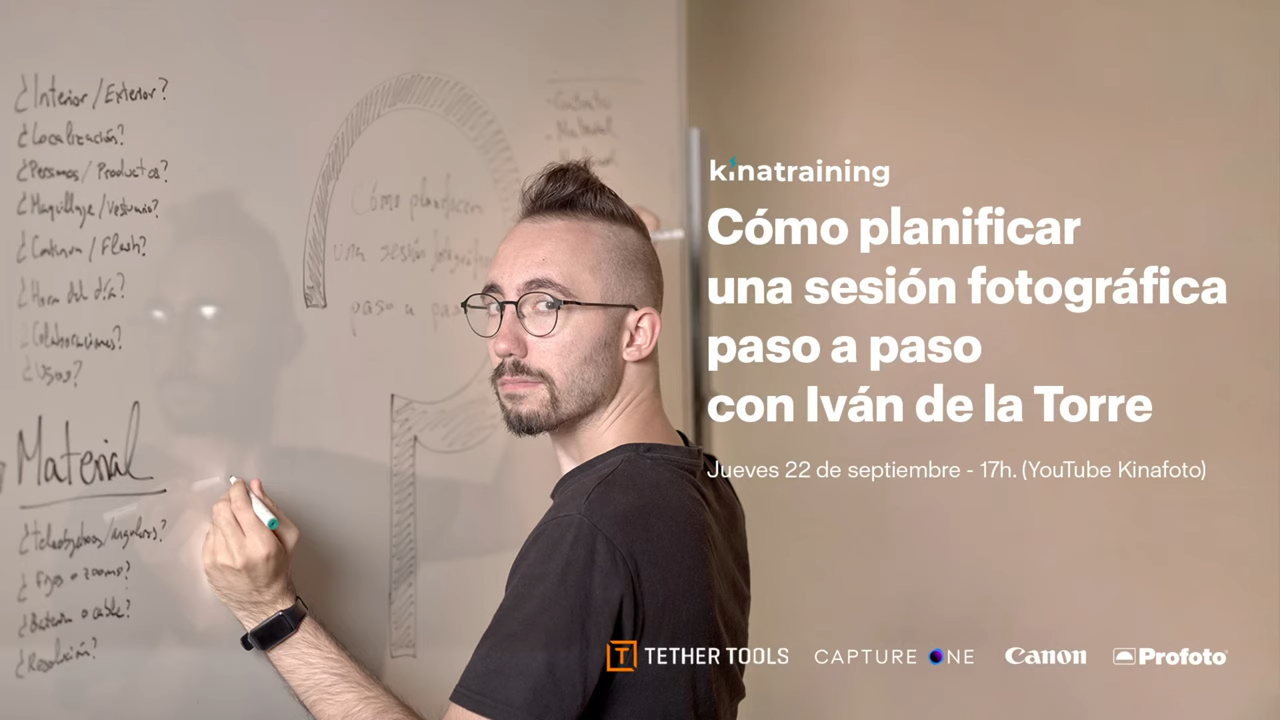 ¿Interior / Exterior?
¿Localización?
¿Personas / Productos?
¿Maquillaje / Vestuario?
¿Continua / Flash?
¿Hora del día?
¿Colaboraciones?
¿Usos?
Material
¿teleobjetivos / angulares?
¿Fijos o zooms?
¿Batería o cable?
¿Resolución?
Cómo planificar
una sesión fotográfica
paso a paso
kinatraining
Cómo planificar
una sesión fotográfica
paso a paso
con Iván de la Torre
Jueves 22 de septiembre - 17h. (YouTube Kinafoto)
TETHER TOOLS
CAPTURE ONE
Canon
Profoto